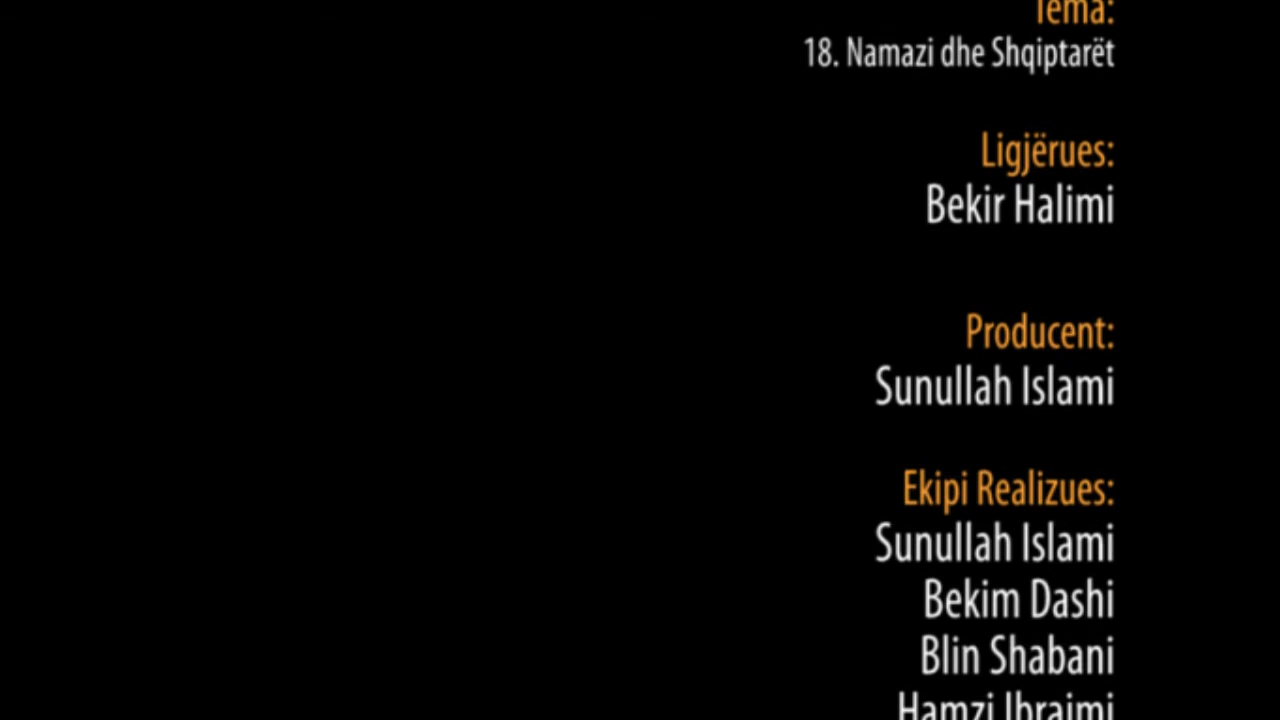 Tema:
18. Namazi dhe Shqiptarët
Ligjërues:
Bekir Halimi
Producent:
Sunullah Islami
Ekipi Realizues:
Sunullah Islami
Bekim Dashi
Blin Shabani
Hamzi Ibraimi